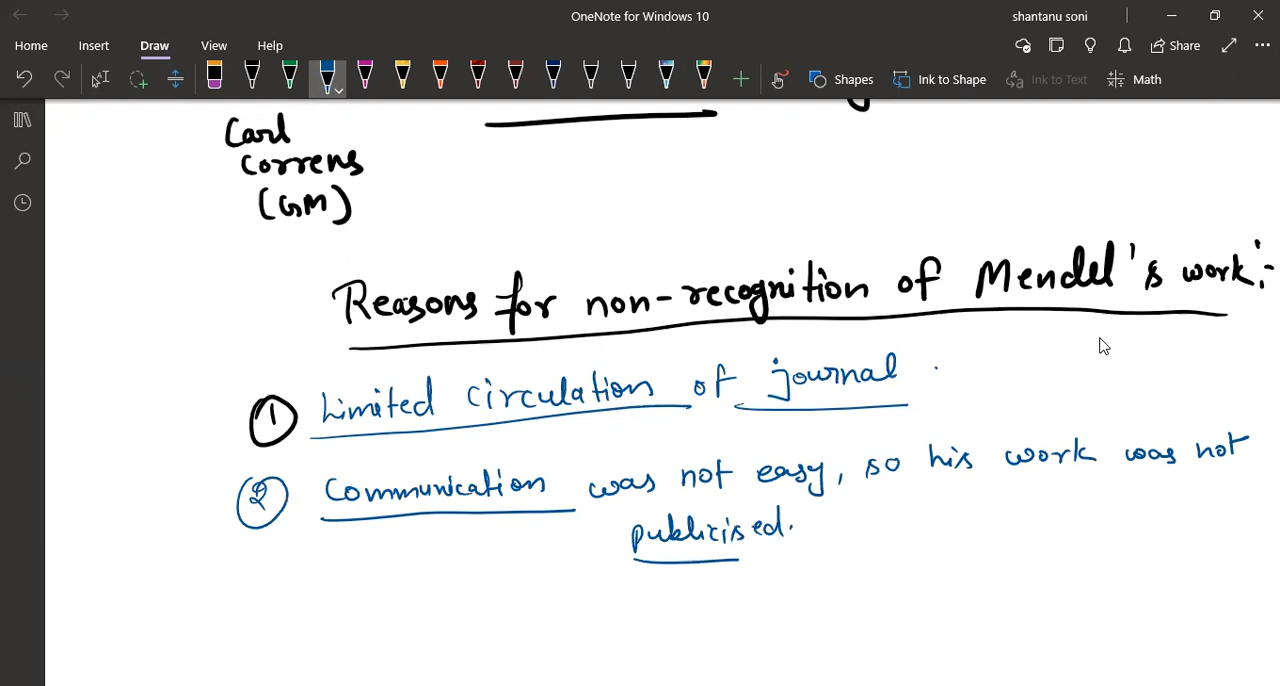 OneNote for Windows 10
shantanu soni
Home Insert Draw View Help
Share
Shapes Ink to Shape Ink to Text Math
Carl
Correns
(GM)
Reasons for non-recognition of Mendel's work:-
1 Limited circulation of journal.
2 Communication was not easy, so his work was not
publicised.